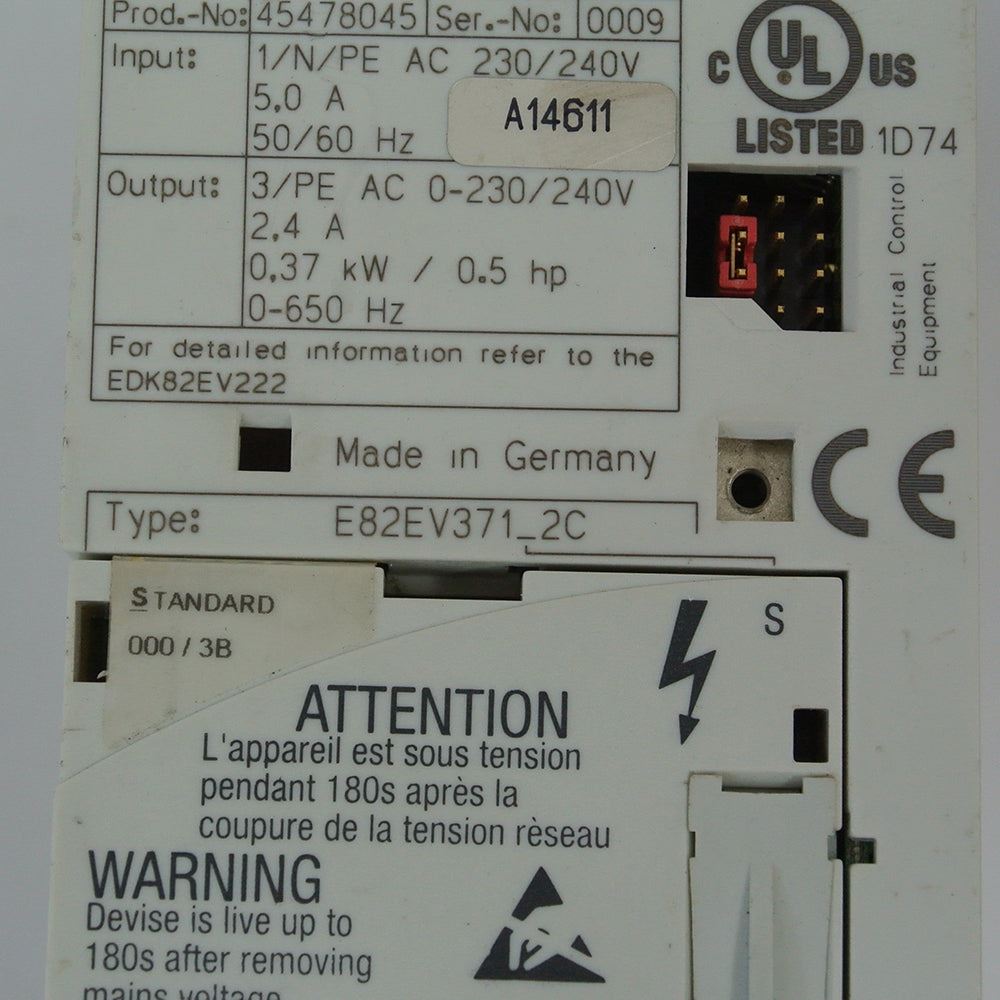 Prod.-No: 45478045 Ser.-No: 0009
Input: 1/N/PE AC 230/240V
5,0 A
50/60 Hz
A14611
C UL US
LISTED 1D74
Output: 3/PE AC 0-230/240V
2,4 A
0,37 kW / 0.5 hp
0-650 Hz
Industrial Control
Equipment
For detailed information refer to the
EDK82EV222
Made in Germany
CE
Type: E82EV371_2C
STANDARD
000 / 3B
S
ATTENTION
L'appareil est sous tension
pendant 180s après la
coupure de la tension rèseau
WARNING
Devise is live up to
180s after removing
mains voltage